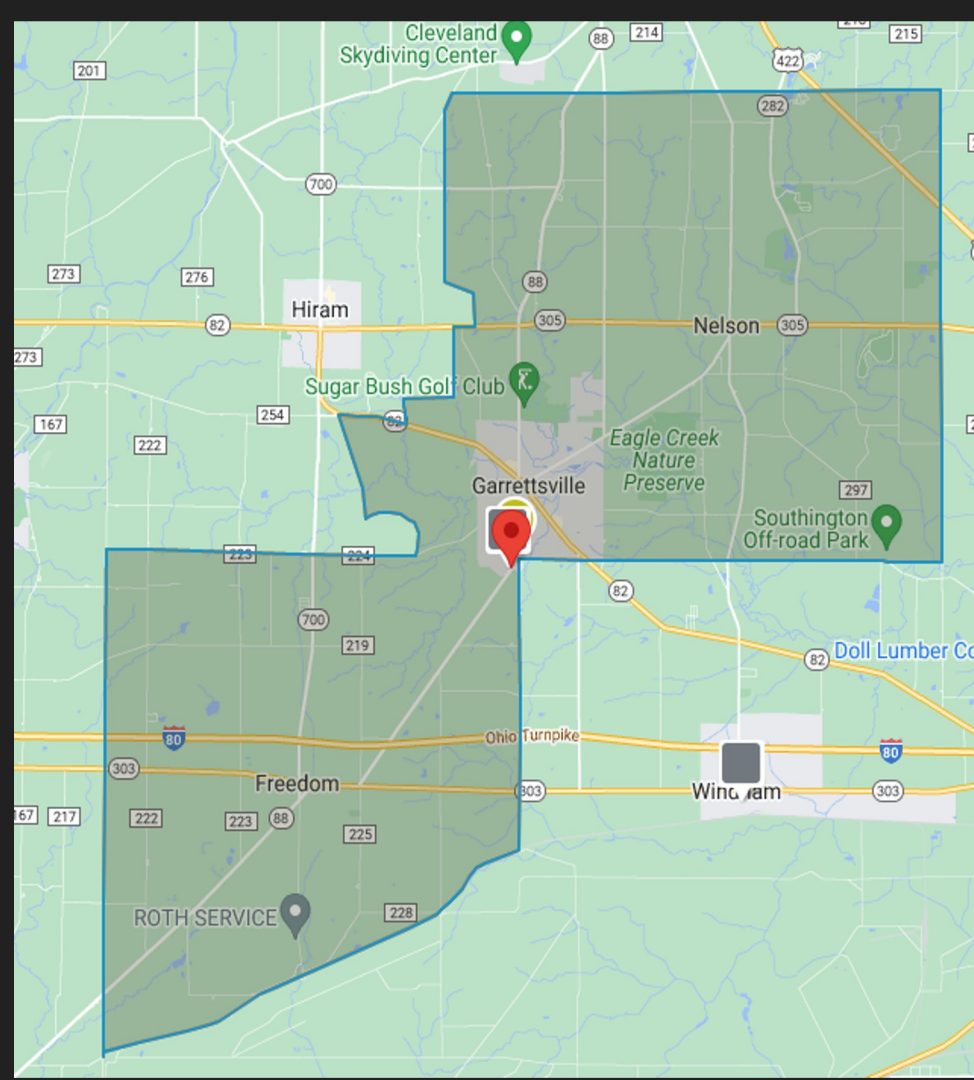 Cleveland
Skydiving Center
88
214
215
422
201
282
700
273
276
88
Hiram
82
305
Nelson
305
273
Sugar Bush Golf Club
254
82
167
222
Eagle Creek
Nature
Preserve
Garrettsville
297
Southington
Off-road Park
223
224
82
700
219
82
Doll Lumber Co
80
Ohio Turnpike
80
303
Freedom
303
303
167
217
222
223
88
225
ROTH SERVICE
228